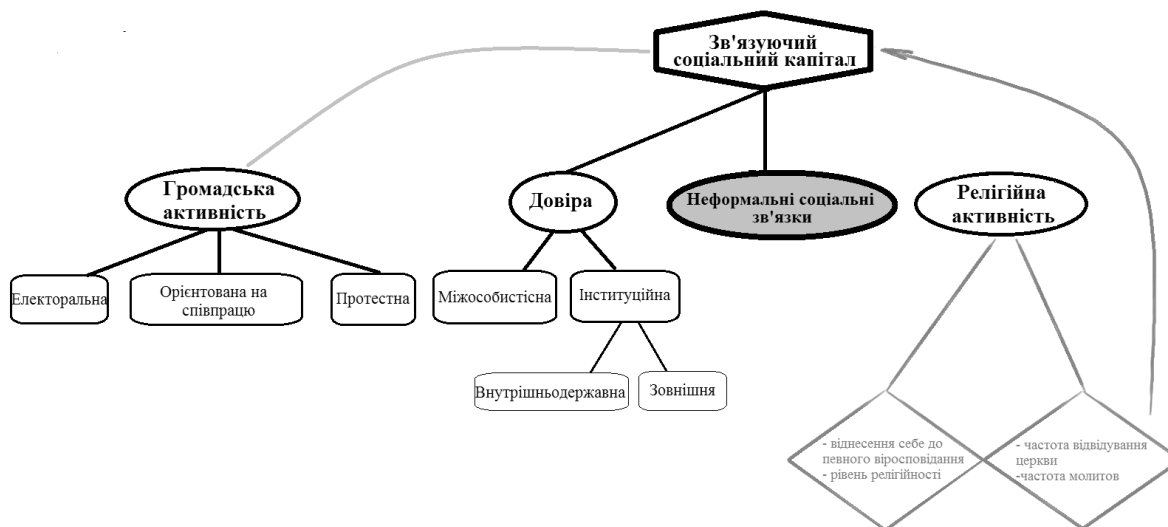 Зв'язуючий
соціальний капітал
Громадська
активність
Довіра
Неформальні соціальні
зв'язки
Релігійна
активність
Електоральна
Орієнтована на
співпрацю
Протестна
Міжособистісна
Інституційна
Внутрішньодержавна
Зовнішня
- віднесення себе до
певного віросповідання
- рівень релігійності
- частота відвідування
церкви
-частота молитов